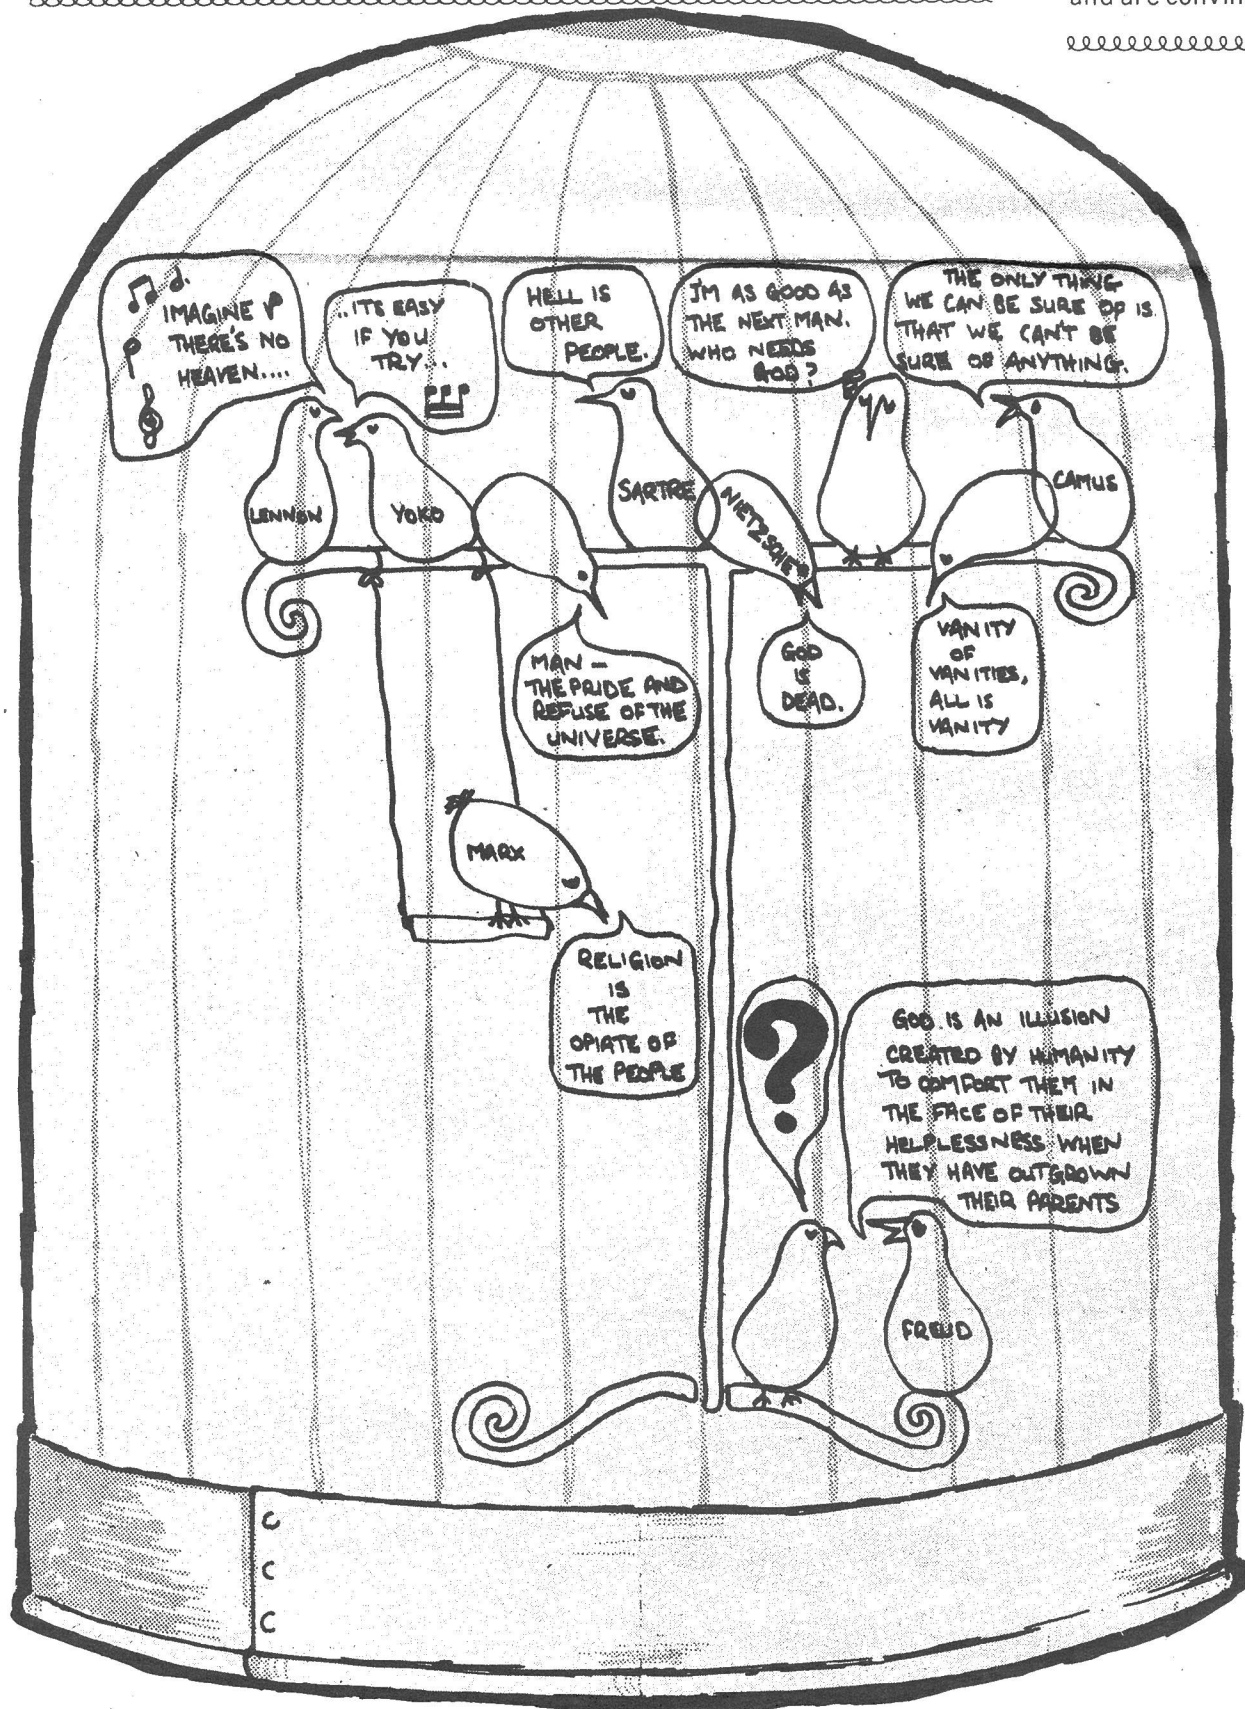 and are convin
IMAGINE
THERE'S NO
HEAVEN....
..ITS EASY
IF YOU
TRY...
HELL IS
OTHER
PEOPLE.
I'M AS GOOD AS
THE NEXT MAN.
WHO NEEDS
GOD?
THE ONLY THING
WE CAN BE SURE OF IS
THAT WE CAN'T BE
SURE OF ANYTHING.
LENNON
YOKO
SARTRE
NIETZSCHE
CAMUS
MAN —
THE PRIDE AND
REFUSE OF THE
UNIVERSE.
GOD
IS
DEAD.
VANITY
OF
VANITIES,
ALL IS
VANITY
MARX
RELIGION
IS
THE
OPIATE OF
THE PEOPLE
?
GOD IS AN ILLUSION
CREATED BY HUMANITY
TO COMFORT THEM IN
THE FACE OF THEIR
HELPLESSNESS WHEN
THEY HAVE OUTGROWN
THEIR PARENTS
FREUD